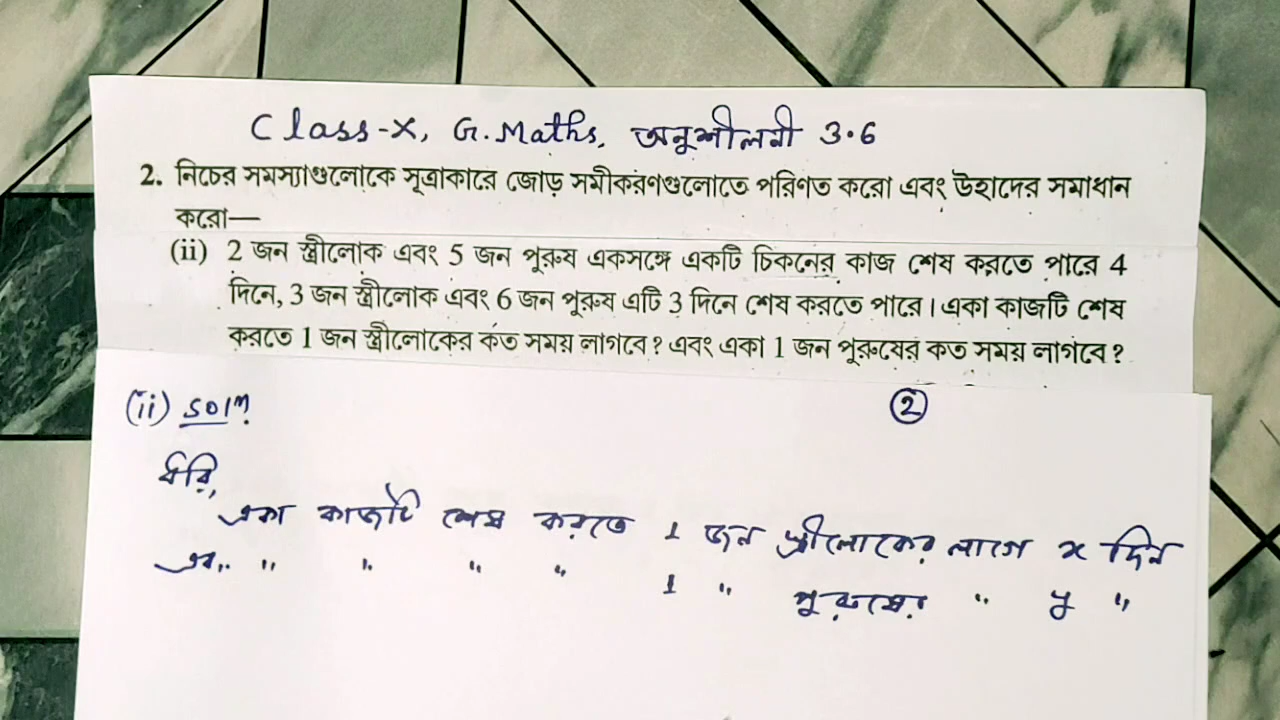 Class-X, G. Maths, অনুশীলনী 3.6
2. নিচের সমস্যাগুলোকে সূত্রাকারে জোড় সমীকরণগুলোতে পরিণত করো এবং উহাদের সমাধান
করো—
(ii) 2 জন স্ত্রীলোক এবং 5 জন পুরুষ একসঙ্গে একটি চিকনের কাজ শেষ করতে পারে 4
দিনে, 3 জন স্ত্রীলোক এবং 6 জন পুরুষ এটি 3 দিনে শেষ করতে পারে। একা কাজটি শেষ
করতে 1 জন স্ত্রীলোকের কত সময় লাগবে? এবং একা 1 জন পুরুষের কত সময় লাগবে?
(ii) Solⁿ. ②
ধরি,
একা কাজটি শেষ করতে 1 জন স্ত্রীলোকের লাগে x দিন
এবং " " " " 1 " পুরুষের " y "